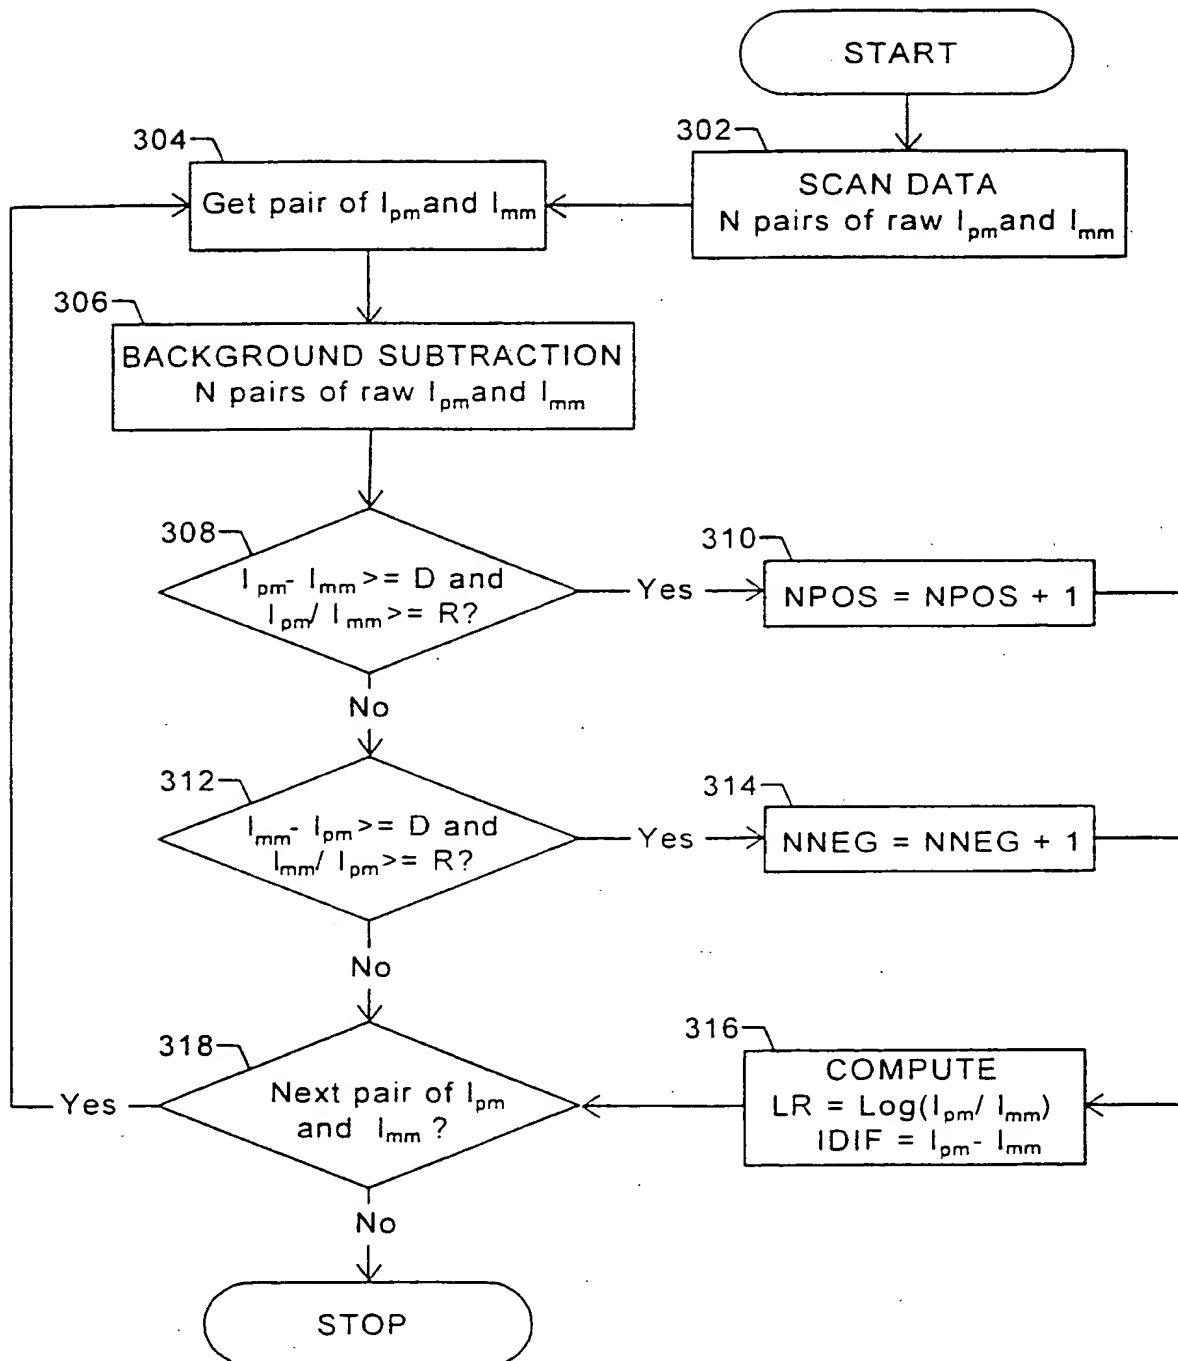 START
302
SCAN DATA
N pairs of raw Ipm and Imm
304
Get pair of Ipm and Imm
306
BACKGROUND SUBTRACTION
N pairs of raw Ipm and Imm
308
Ipm- Imm >= D and
Ipm/ Imm >= R?
Yes
310
NPOS = NPOS + 1
No
312
Imm- Ipm >= D and
Imm/ Ipm >= R?
Yes
314
NNEG = NNEG + 1
No
316
COMPUTE
LR = Log(Ipm/ Imm)
IDIF = Ipm- Imm
318
Next pair of Ipm
and Imm ?
Yes
No
STOP